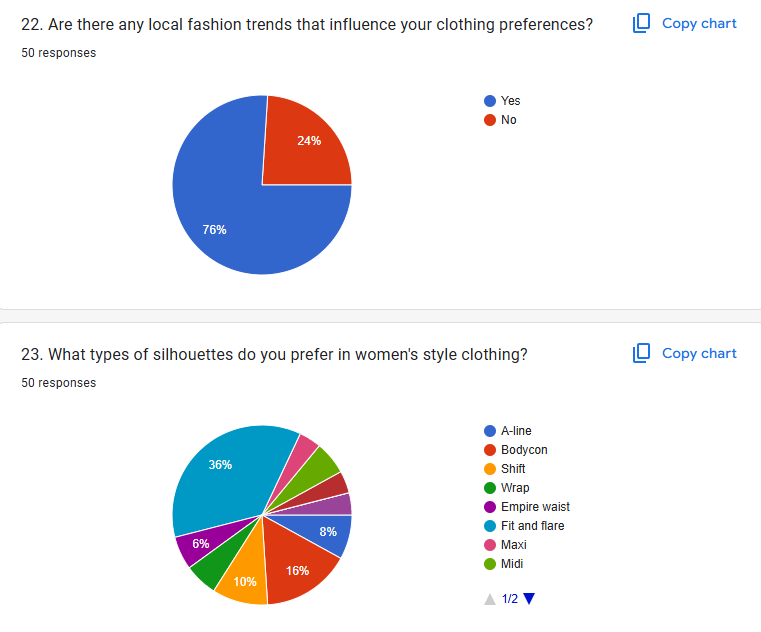 22. Are there any local fashion trends that influence your clothing preferences?
Copy chart
50 responses
Yes
No
24%
76%
23. What types of silhouettes do you prefer in women's style clothing?
Copy chart
50 responses
A-line
Bodycon
Shift
Wrap
Empire waist
Fit and flare
Maxi
Midi
1/2
36%
8%
6%
16%
10%